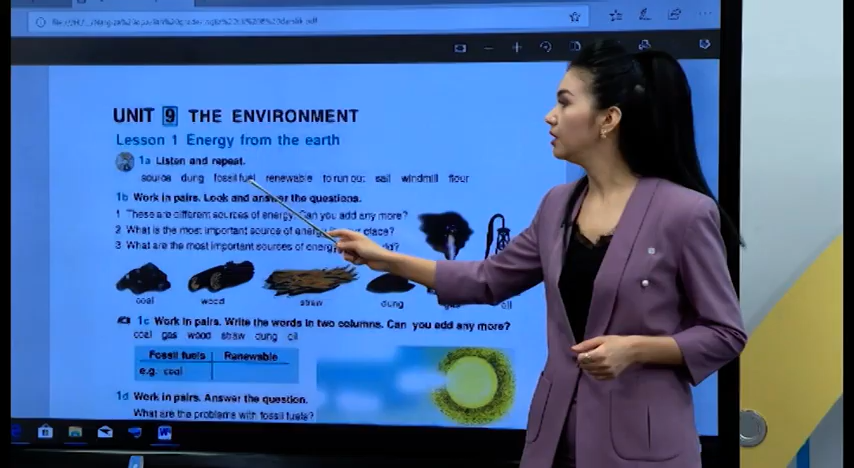 UNIT 9 THE ENVIRONMENT
Lesson 1 Energy from the earth
1a Listen and repeat.
source dung fossil fuel renewable to run out sail windmill flour
1b Work in pairs. Look and answer the questions.
1 These are different sources of energy. Can you add any more?
2 What is the most important source of energy in your place?
3 What are the most important sources of energy
coal wood straw dung gas oil
1c Work in pairs. Write the words in two columns. Can you add any more?
coal gas wood straw dung oil
Fossil fuels Renewable
e.g. coal
1d Work in pairs. Answer the question.
What are the problems with fossil fuels?